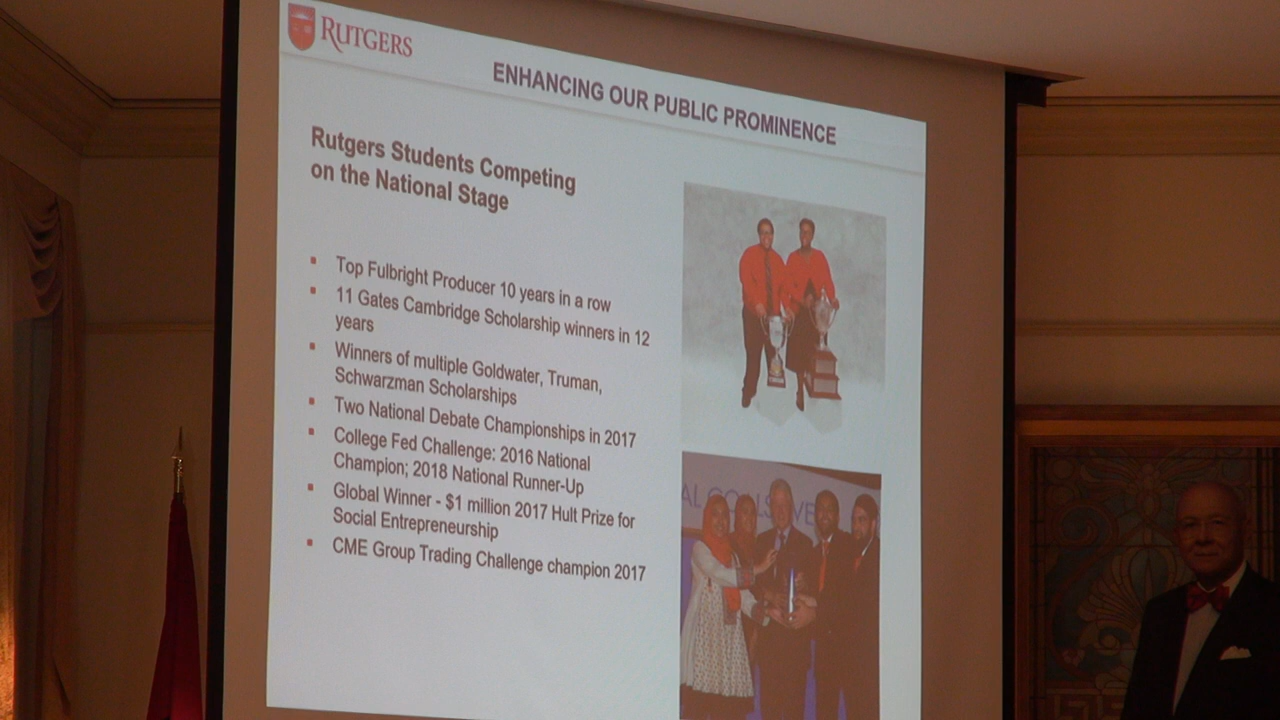 RUTGERS
ENHANCING OUR PUBLIC PROMINENCE
Rutgers Students Competing
on the National Stage
▪ Top Fulbright Producer 10 years in a row
▪ 11 Gates Cambridge Scholarship winners in 12
years
▪ Winners of multiple Goldwater, Truman,
Schwarzman Scholarships
▪ Two National Debate Championships in 2017
▪ College Fed Challenge: 2016 National
Champion; 2018 National Runner-Up
▪ Global Winner - $1 million 2017 Hult Prize for
Social Entrepreneurship
▪ CME Group Trading Challenge champion 2017